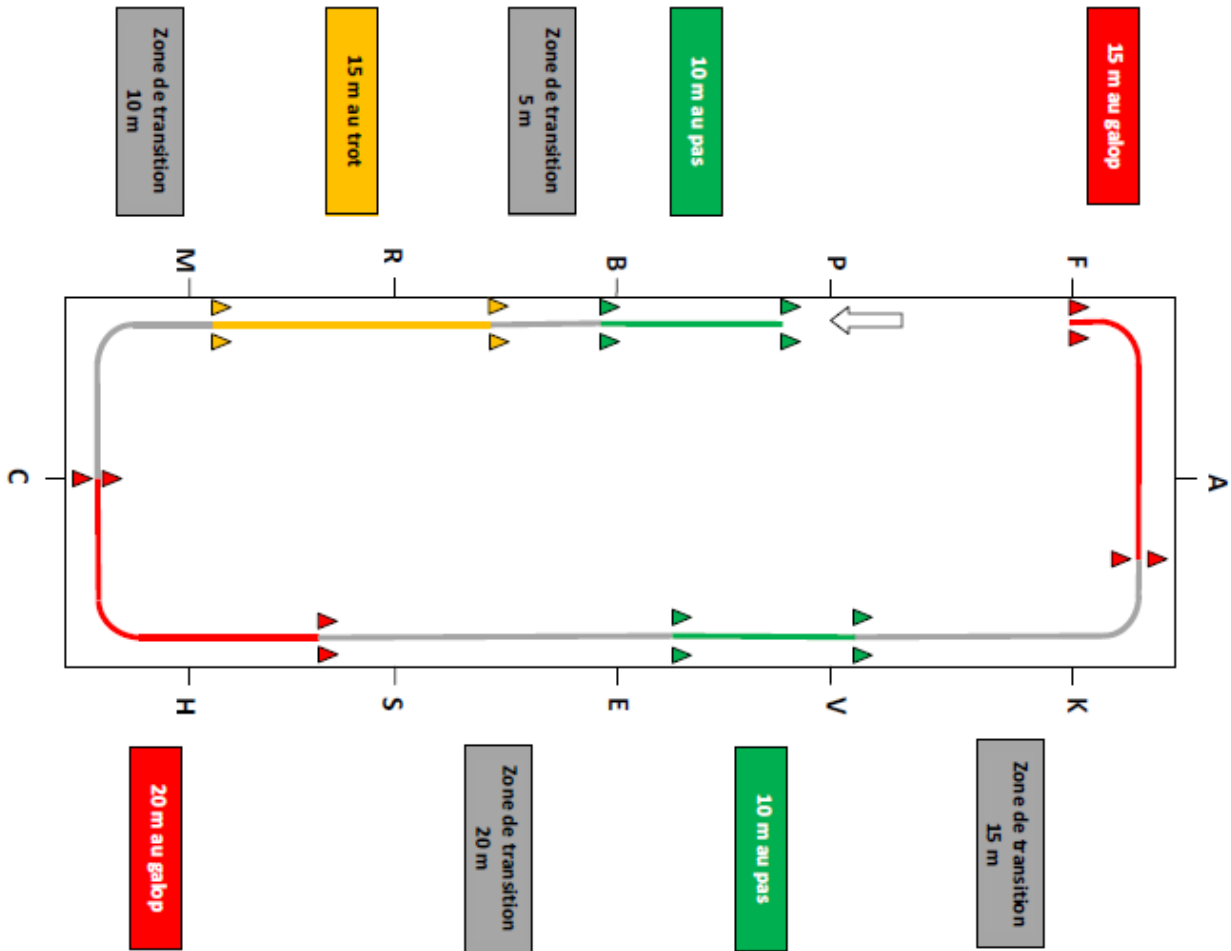 Zone de transition
10 m
15 m au trot
Zone de transition
5 m
10 m au pas
15 m au galop
M
R
B
P
F
C
A
H
S
E
V
K
20 m au galop
Zone de transition
20 m
10 m au pas
Zone de transition
15 m